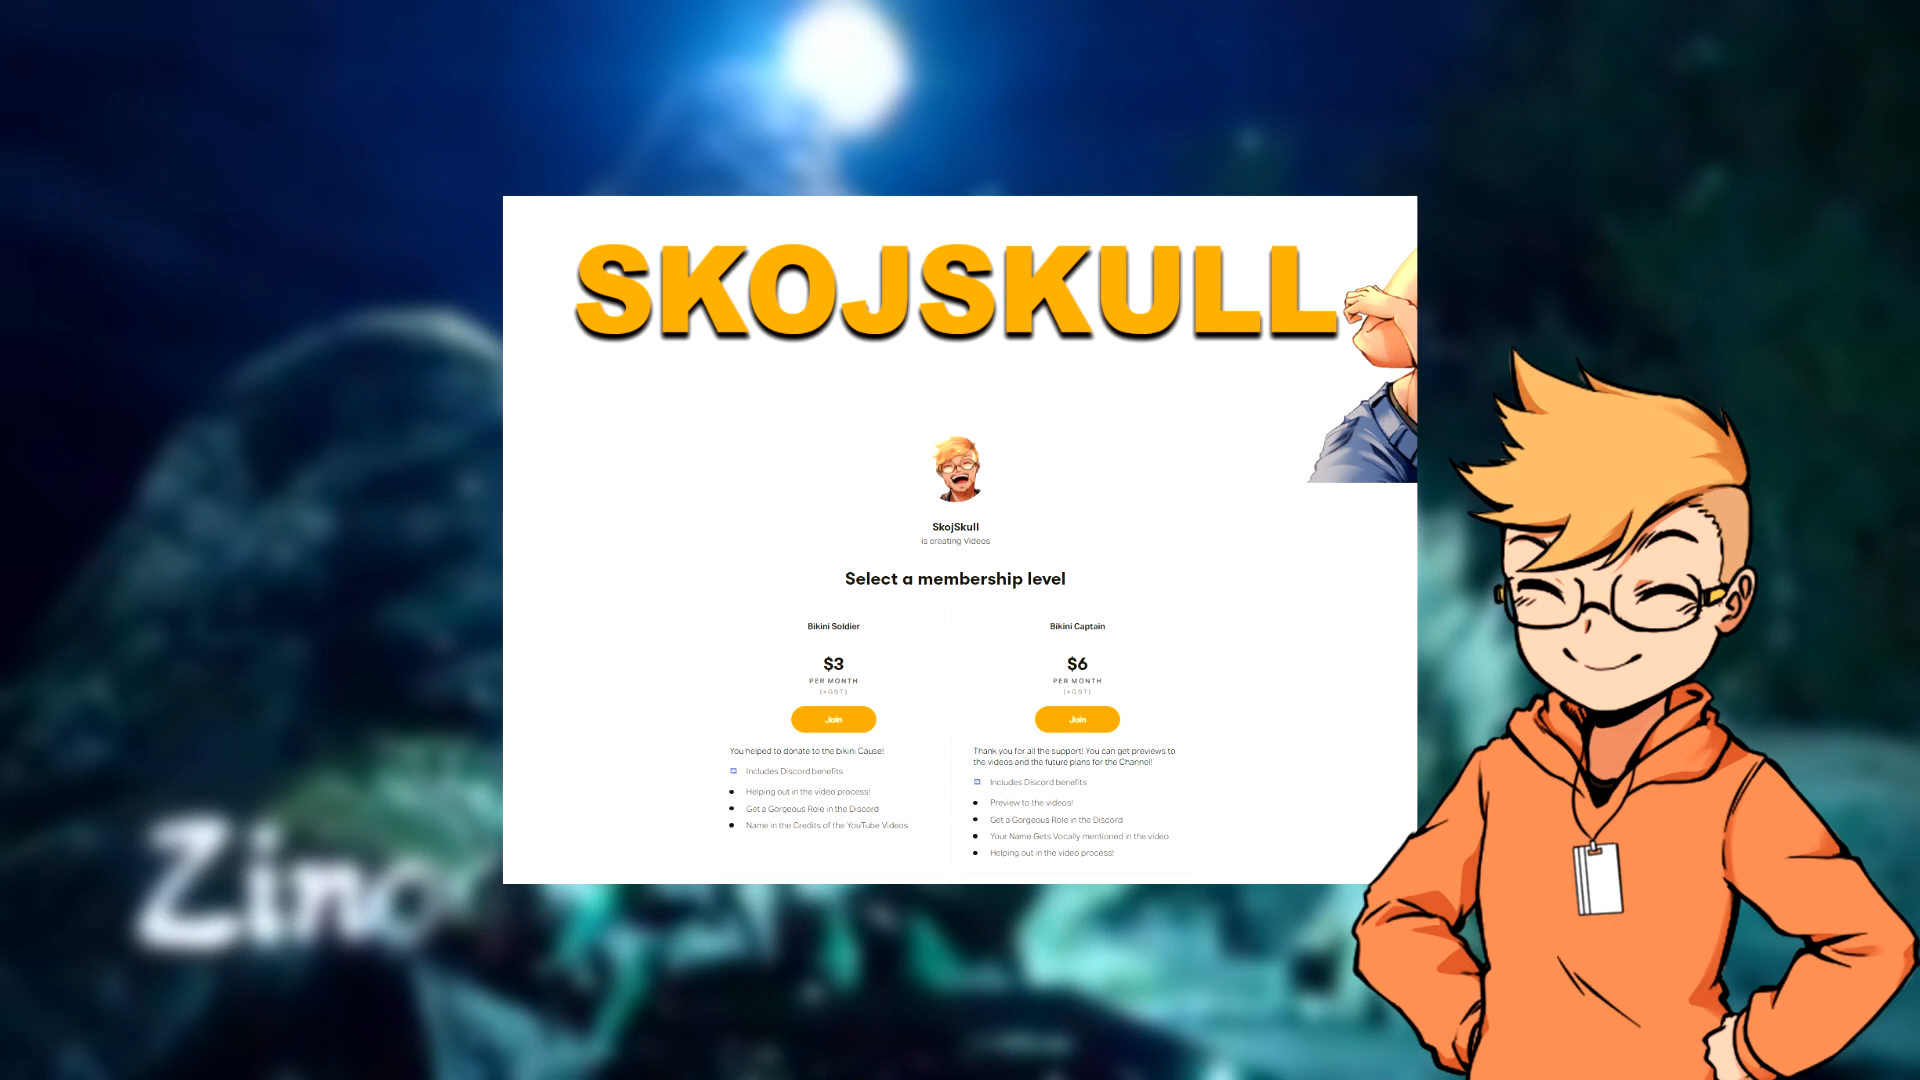 SKOJSKULL
SkojSkull
is creating Videos
Select a membership level
Bikini Soldier
$3
PER MONTH
(+GST)
Join
You helped to donate to the bikini Cause!
Includes Discord benefits
Helping out in the video process!
Get a Gorgeous Role in the Discord
Name in the Credits of the YouTube Videos
Bikini Captain
$6
PER MONTH
(+GST)
Join
Thank you for all the support! You can get previews to
the videos and the future plans for the Channel!
Includes Discord benefits
Preview to the videos!
Get a Gorgeous Role in the Discord
Your Name Gets Vocally mentioned in the video
Helping out in the video process!